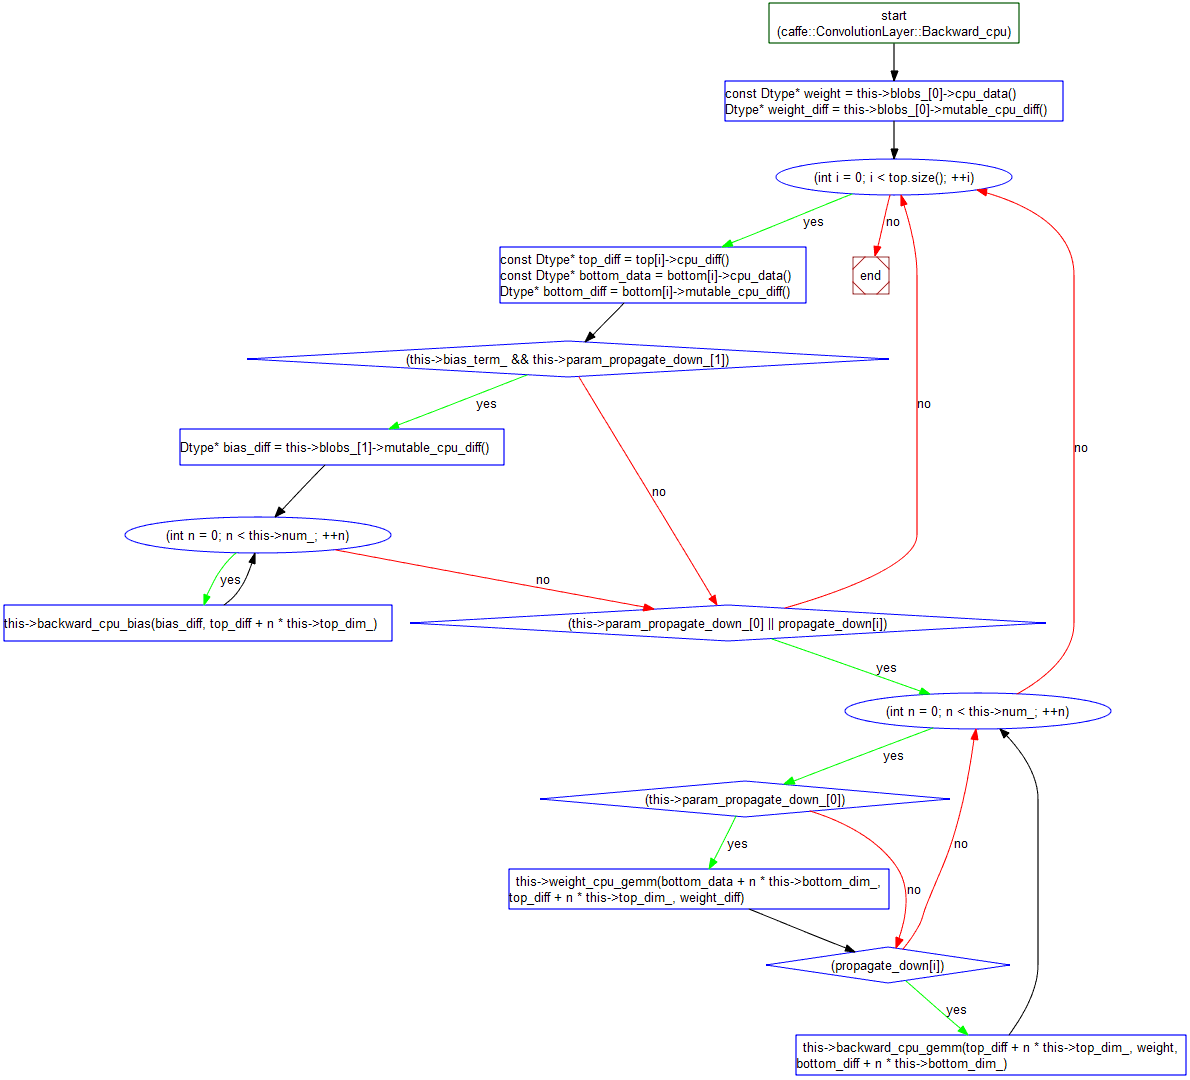 start
(caffe::ConvolutionLayer::Backward_cpu)
const Dtype* weight = this->blobs_[0]->cpu_data()
Dtype* weight_diff = this->blobs_[0]->mutable_cpu_diff()
(int i = 0; i < top.size(); ++i)
yes
no
const Dtype* top_diff = top[i]->cpu_diff()
const Dtype* bottom_data = bottom[i]->cpu_data()
Dtype* bottom_diff = bottom[i]->mutable_cpu_diff()
end
(this->bias_term_ && this->param_propagate_down_[1])
yes
no
no
Dtype* bias_diff = this->blobs_[1]->mutable_cpu_diff()
no
no
(int n = 0; n < this->num_; ++n)
yes
no
this->backward_cpu_bias(bias_diff, top_diff + n * this->top_dim_)
(this->param_propagate_down_[0] || propagate_down[i])
yes
(int n = 0; n < this->num_; ++n)
yes
(this->param_propagate_down_[0])
yes
no
this->weight_cpu_gemm(bottom_data + n * this->bottom_dim_,
top_diff + n * this->top_dim_, weight_diff)
no
(propagate_down[i])
yes
this->backward_cpu_gemm(top_diff + n * this->top_dim_, weight,
bottom_diff + n * this->bottom_dim_)